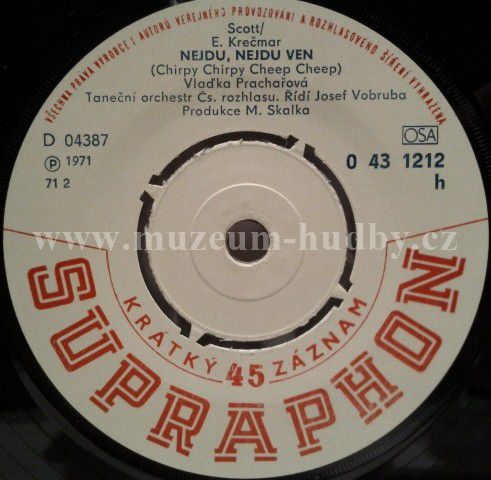 VŠECHNA PRÁVA VÝROBCE I AUTORŮ VEŘEJNÉHO PROVOZOVÁNÍ A ROZHLASOVÉHO ŠÍŘENÍ VYHRAZENA
Scott/
E. Krečmar
NEJDU, NEJDU VEN
(Chirpy Chirpy Cheep Cheep)
Vlaďka Prachařová
Taneční orchestr Čs. rozhlasu. Řídí Josef Vobruba
Produkce M. Skalka
D 04387
℗ 1971
71 2
OSA
0 43 1212
h
www.muzeum-hudby.cz
KRÁTKÝ 45 ZÁZNAM
SUPRAPHON